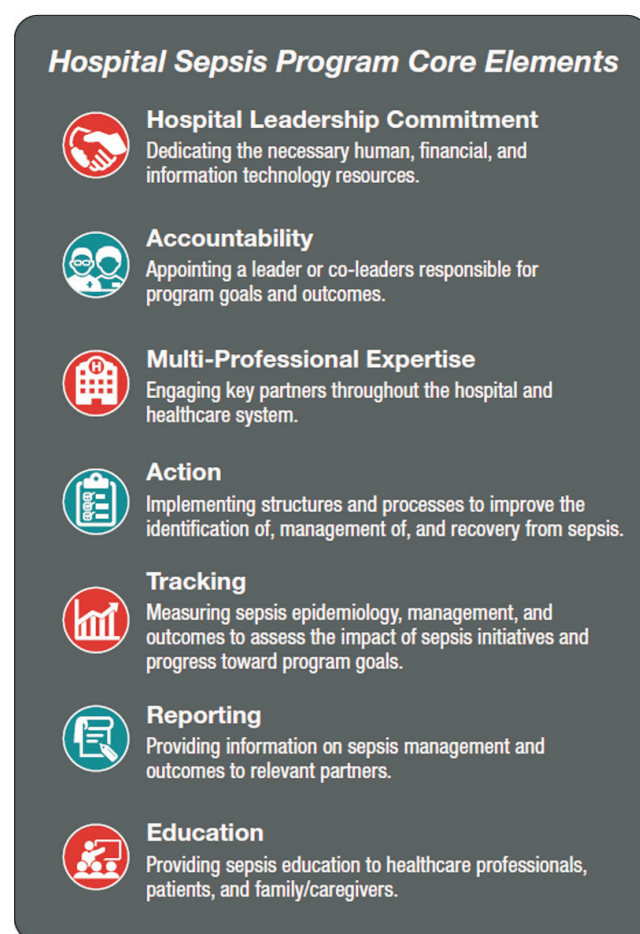 Hospital Sepsis Program Core Elements
Hospital Leadership Commitment
Dedicating the necessary human, financial, and
information technology resources.
Accountability
Appointing a leader or co-leaders responsible for
program goals and outcomes.
H
Multi-Professional Expertise
Engaging key partners throughout the hospital and
healthcare system.
Action
Implementing structures and processes to improve the
identification of, management of, and recovery from sepsis.
Tracking
Measuring sepsis epidemiology, management, and
outcomes to assess the impact of sepsis initiatives and
progress toward program goals.
Reporting
Providing information on sepsis management and
outcomes to relevant partners.
Education
Providing sepsis education to healthcare professionals,
patients, and family/caregivers.